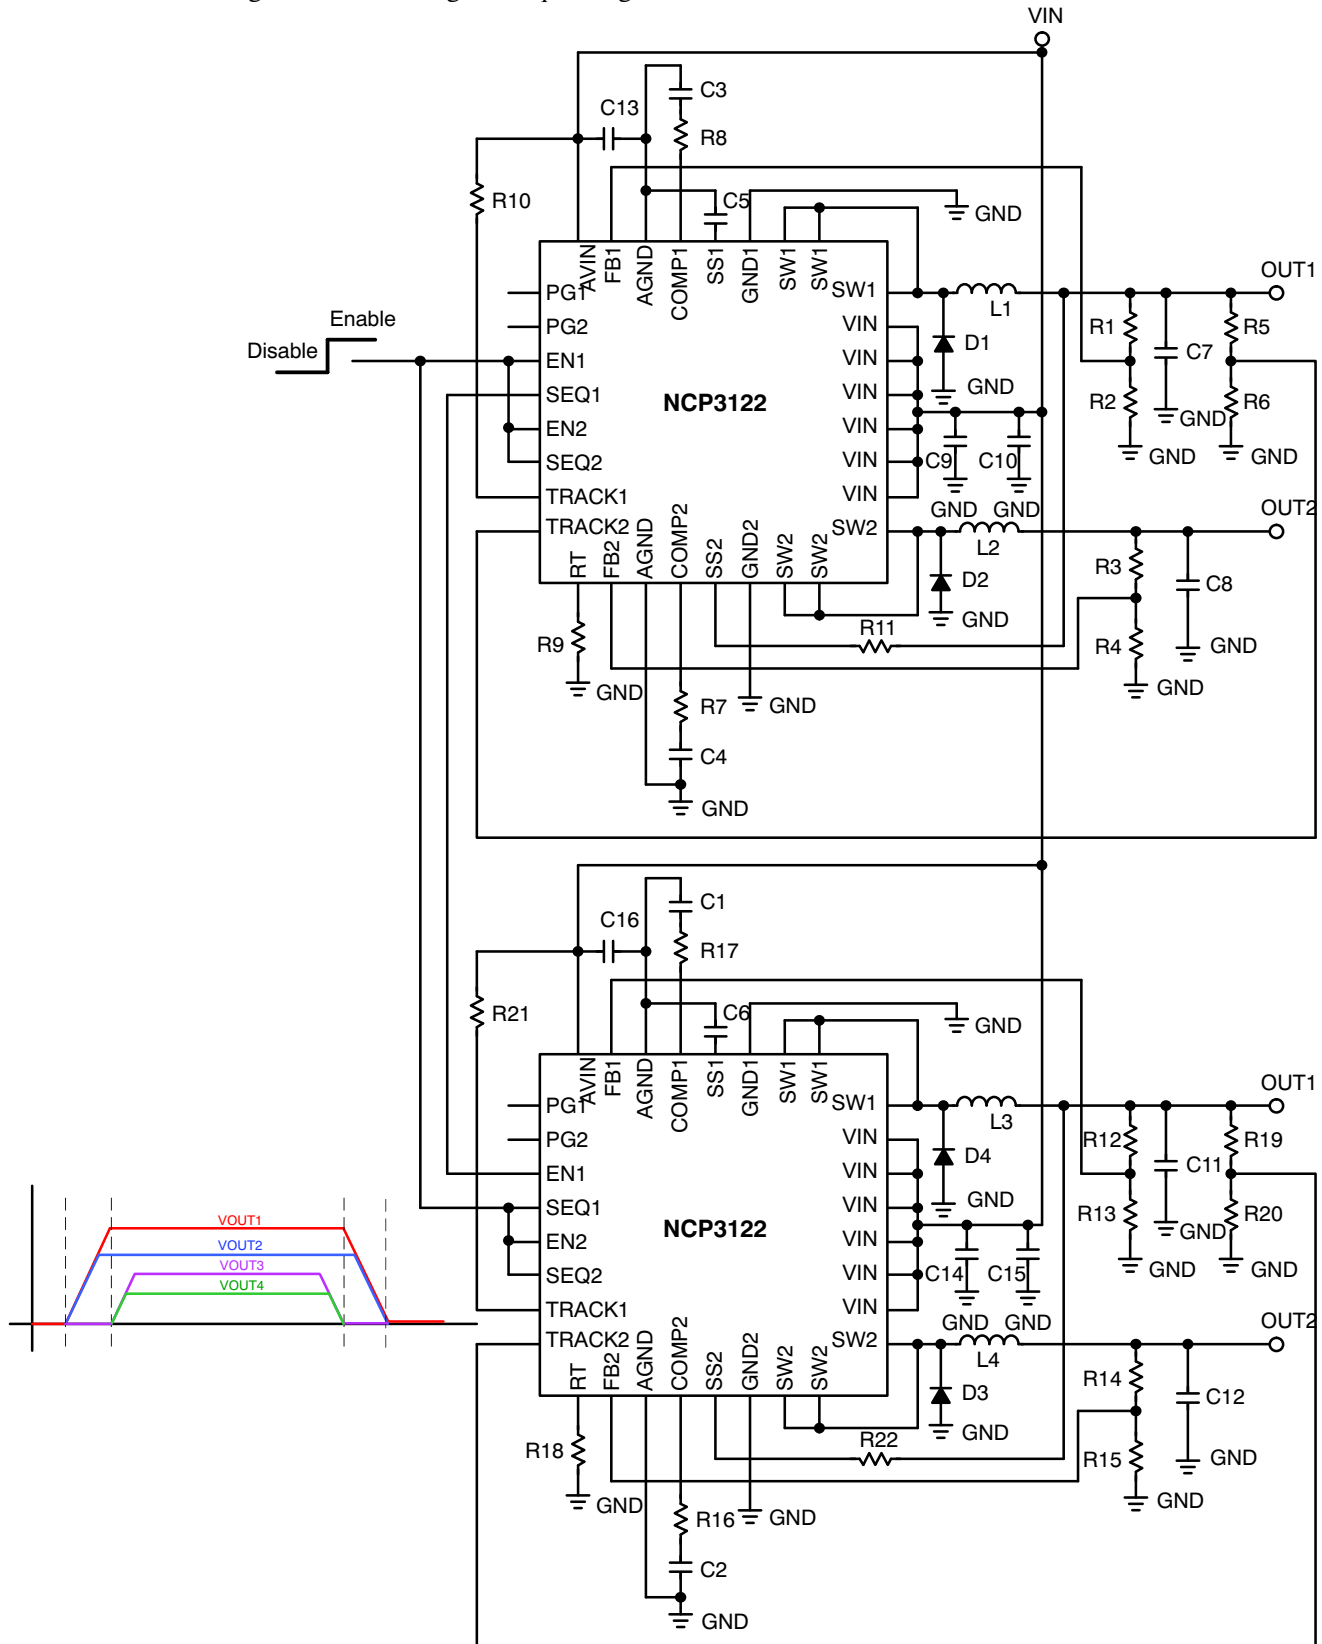 VIN
C3
C13
R8
R10
C5
GND
AVIN
FB1
AGND
COMP1
SS1
GND1
SW1
SW1
OUT1
PG1
SW1
L1
Enable
PG2
VIN
R1
R5
Disable
EN1
VIN
D1
C7
SEQ1
NCP3122
VIN
GND
R2
R6
GND
EN2
VIN
SEQ2
VIN
C9
C10
GND
GND
TRACK1
VIN
GND
GND
OUT2
TRACK2
SW2
L2
RT
FB2
AGND
COMP2
SS2
GND2
SW2
SW2
D2
R3
C8
GND
R9
R11
R4
GND
GND
GND
R7
GND
C4
GND
C1
C16
R17
R21
C6
GND
AVIN
FB1
AGND
COMP1
SS1
GND1
SW1
SW1
OUT1
PG1
SW1
L3
PG2
VIN
R12
R19
EN1
VIN
D4
C11
SEQ1
NCP3122
VIN
GND
R13
R20
GND
VOUT1
EN2
VIN
VOUT2
SEQ2
VIN
C14
C15
GND
GND
VOUT3
VOUT4
TRACK1
VIN
GND
GND
OUT2
TRACK2
SW2
L4
RT
FB2
AGND
COMP2
SS2
GND2
SW2
SW2
D3
R14
C12
GND
R18
R22
R15
GND
GND
GND
R16
GND
C2
GND